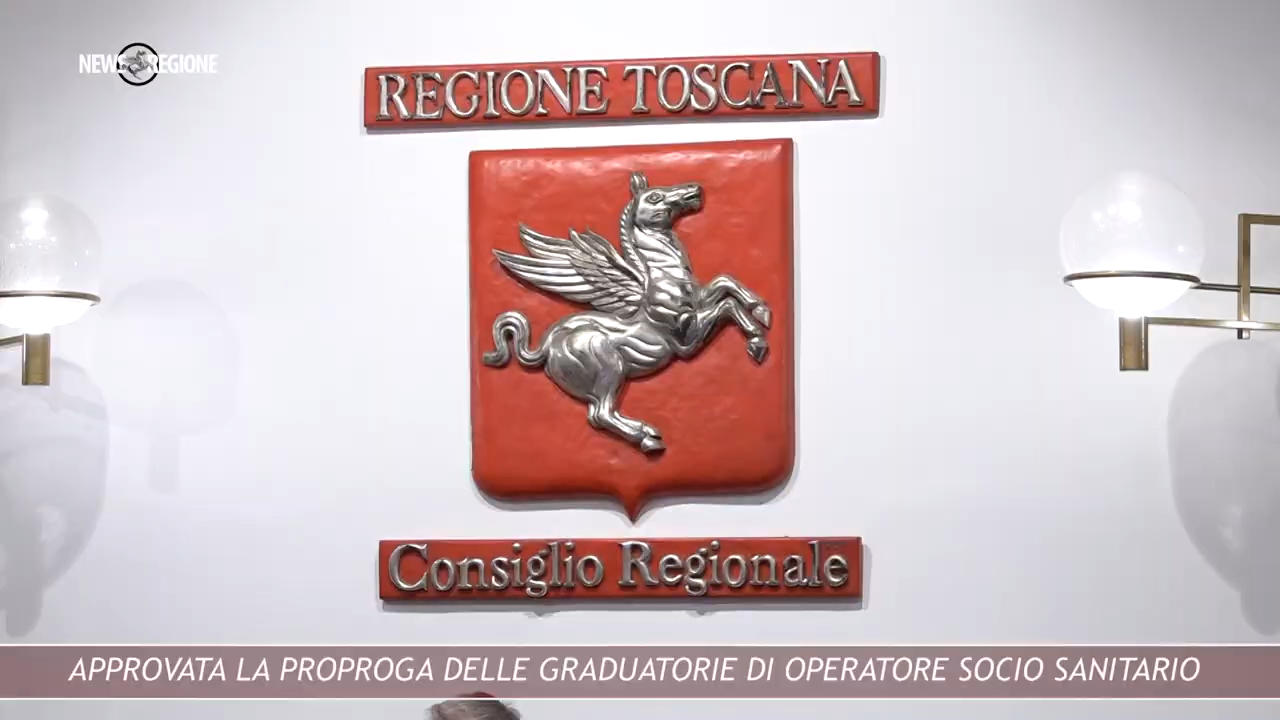 NEWS REGIONE
REGIONE TOSCANA
Consiglio Regionale
APPROVATA LA PROPROGA DELLE GRADUATORIE DI OPERATORE SOCIO SANITARIO